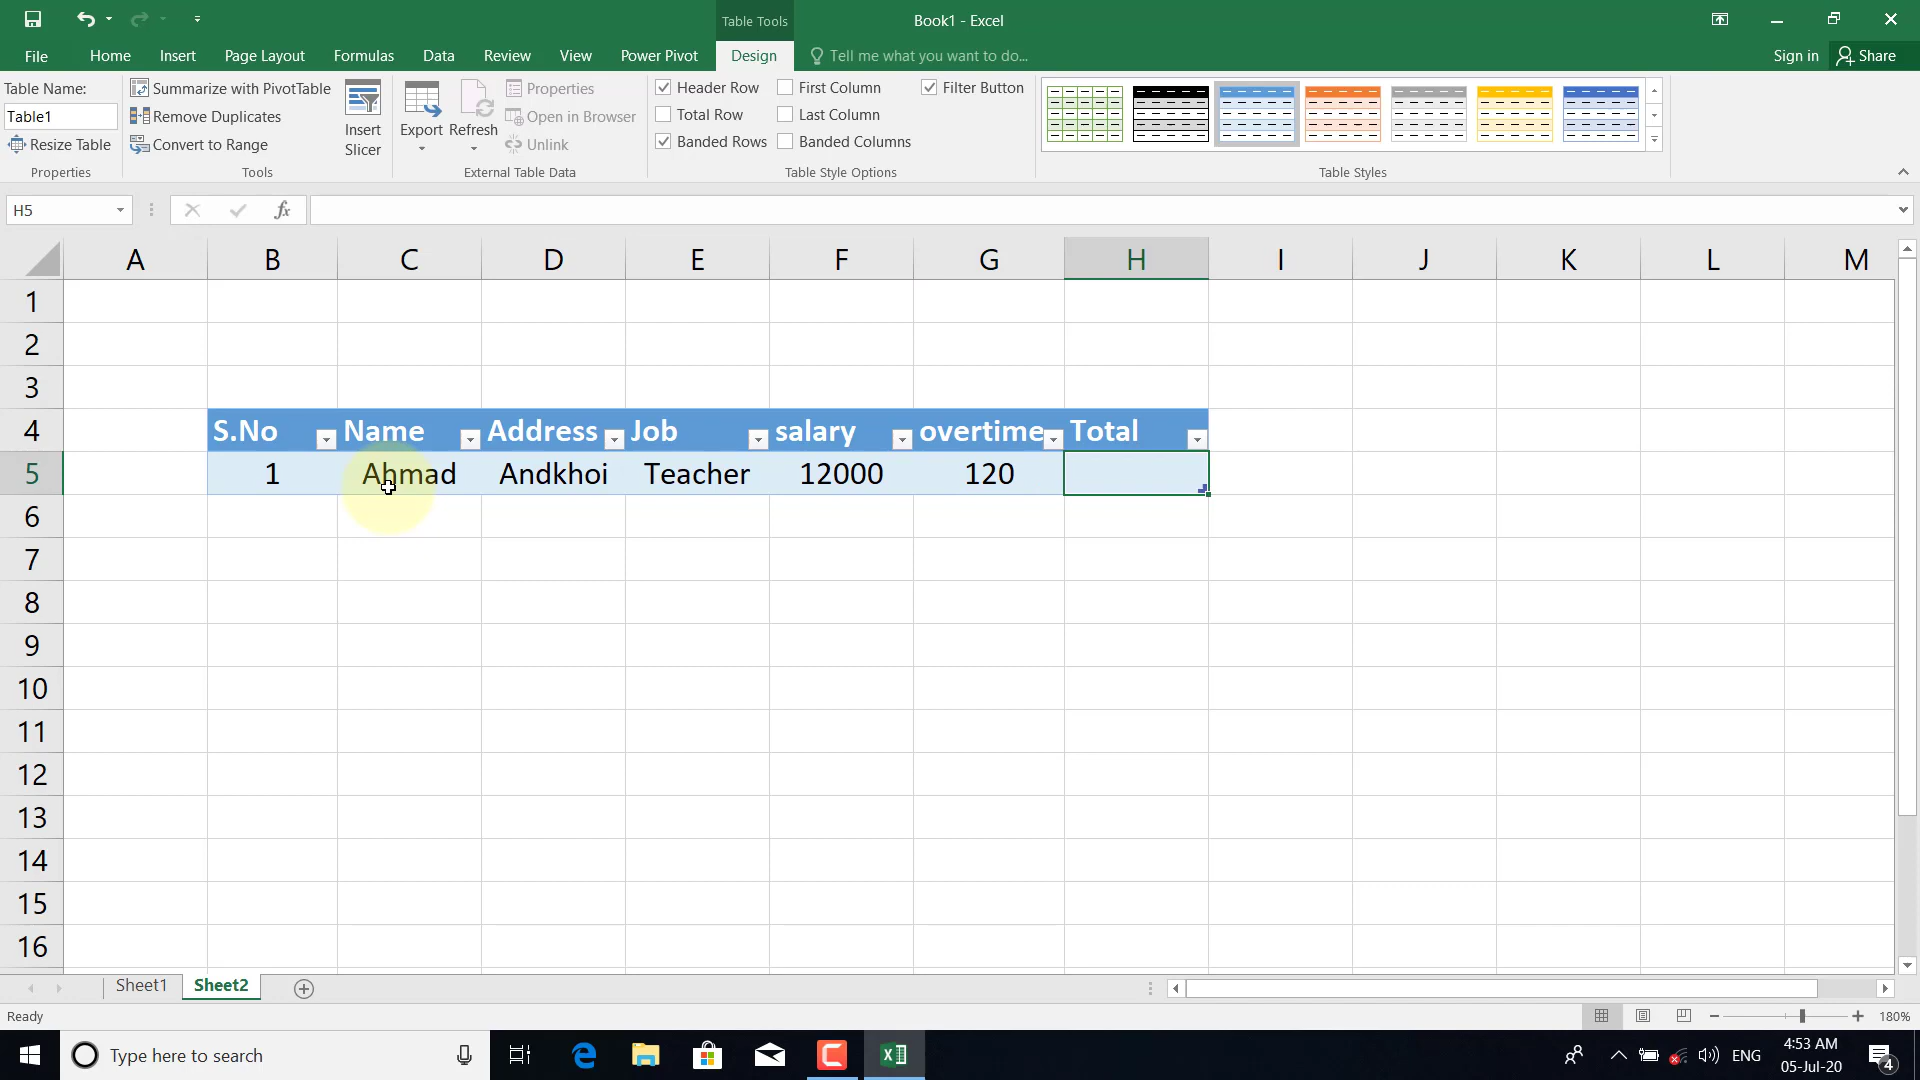 Table Tools
Book1 - Excel
File
Home
Insert
Page Layout
Formulas
Data
Review
View
Power Pivot
Design
Tell me what you want to do...
Sign in
Share
Table Name:
Table1
Resize Table
Properties
Summarize with PivotTable
Remove Duplicates
Convert to Range
Tools
Insert
Slicer
Export
Refresh
Properties
Open in Browser
Unlink
External Table Data
Header Row
Total Row
Banded Rows
First Column
Last Column
Banded Columns
Filter Button
Table Style Options
Table Styles
H5
fx
A B C D E F G H I J K L M
1
2
3
4 S.No Name Address Job salary overtime Total
5 1 Ahmad Andkhoi Teacher 12000 120
6
7
8
9
10
11
12
13
14
15
16
Sheet1
Sheet2
Ready
180%
Type here to search
ENG
4:53 AM
05-Jul-20
4